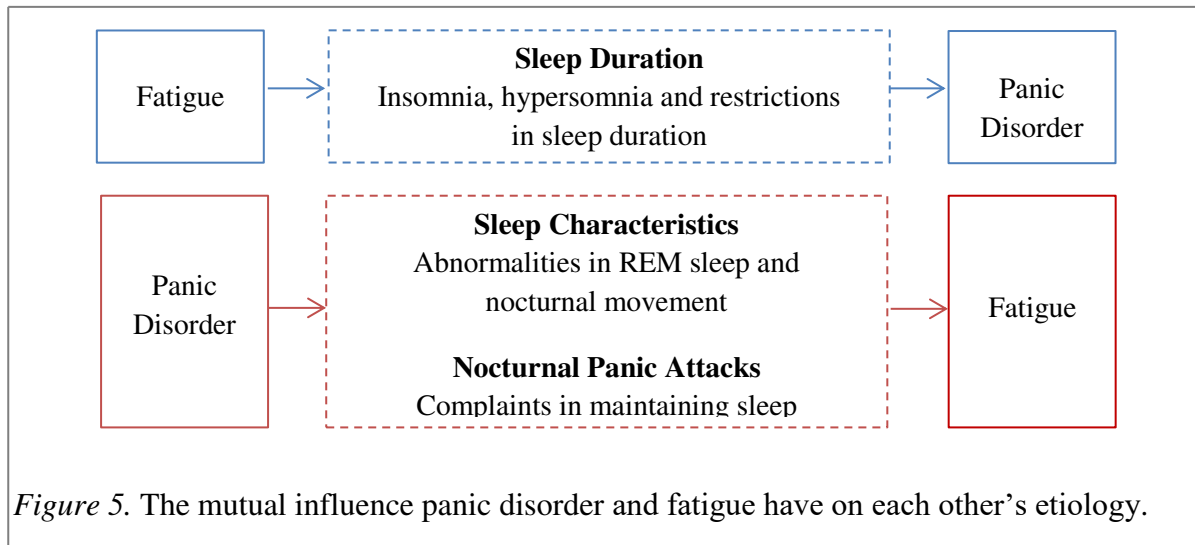 Fatigue
Sleep Duration
Insomnia, hypersomnia and restrictions
in sleep duration
Panic
Disorder
Panic
Disorder
Sleep Characteristics
Abnormalities in REM sleep and
nocturnal movement
Nocturnal Panic Attacks
Complaints in maintaining sleep
Fatigue
Figure 5. The mutual influence panic disorder and fatigue have on each other’s etiology.